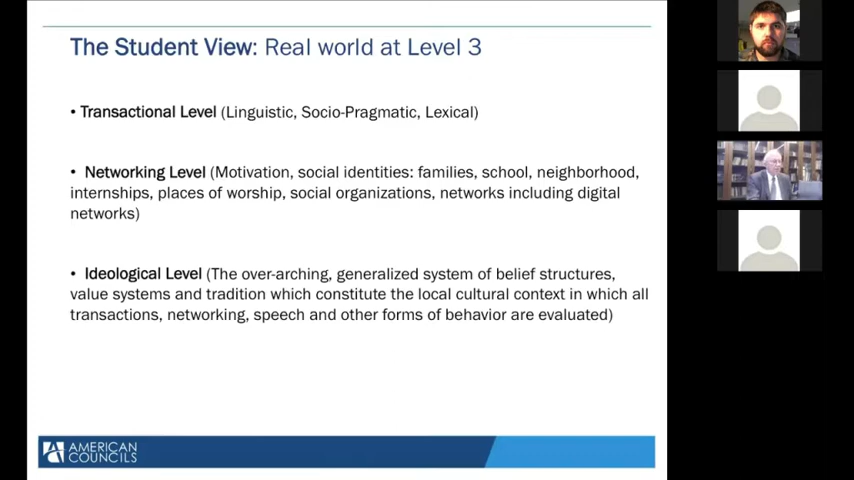 The Student View: Real world at Level 3
• Transactional Level (Linguistic, Socio-Pragmatic, Lexical)
• Networking Level (Motivation, social identities: families, school, neighborhood,
internships, places of worship, social organizations, networks including digital
networks)
• Ideological Level (The over-arching, generalized system of belief structures,
value systems and tradition which constitute the local cultural context in which all
transactions, networking, speech and other forms of behavior are evaluated)
AMERICAN
COUNCILS